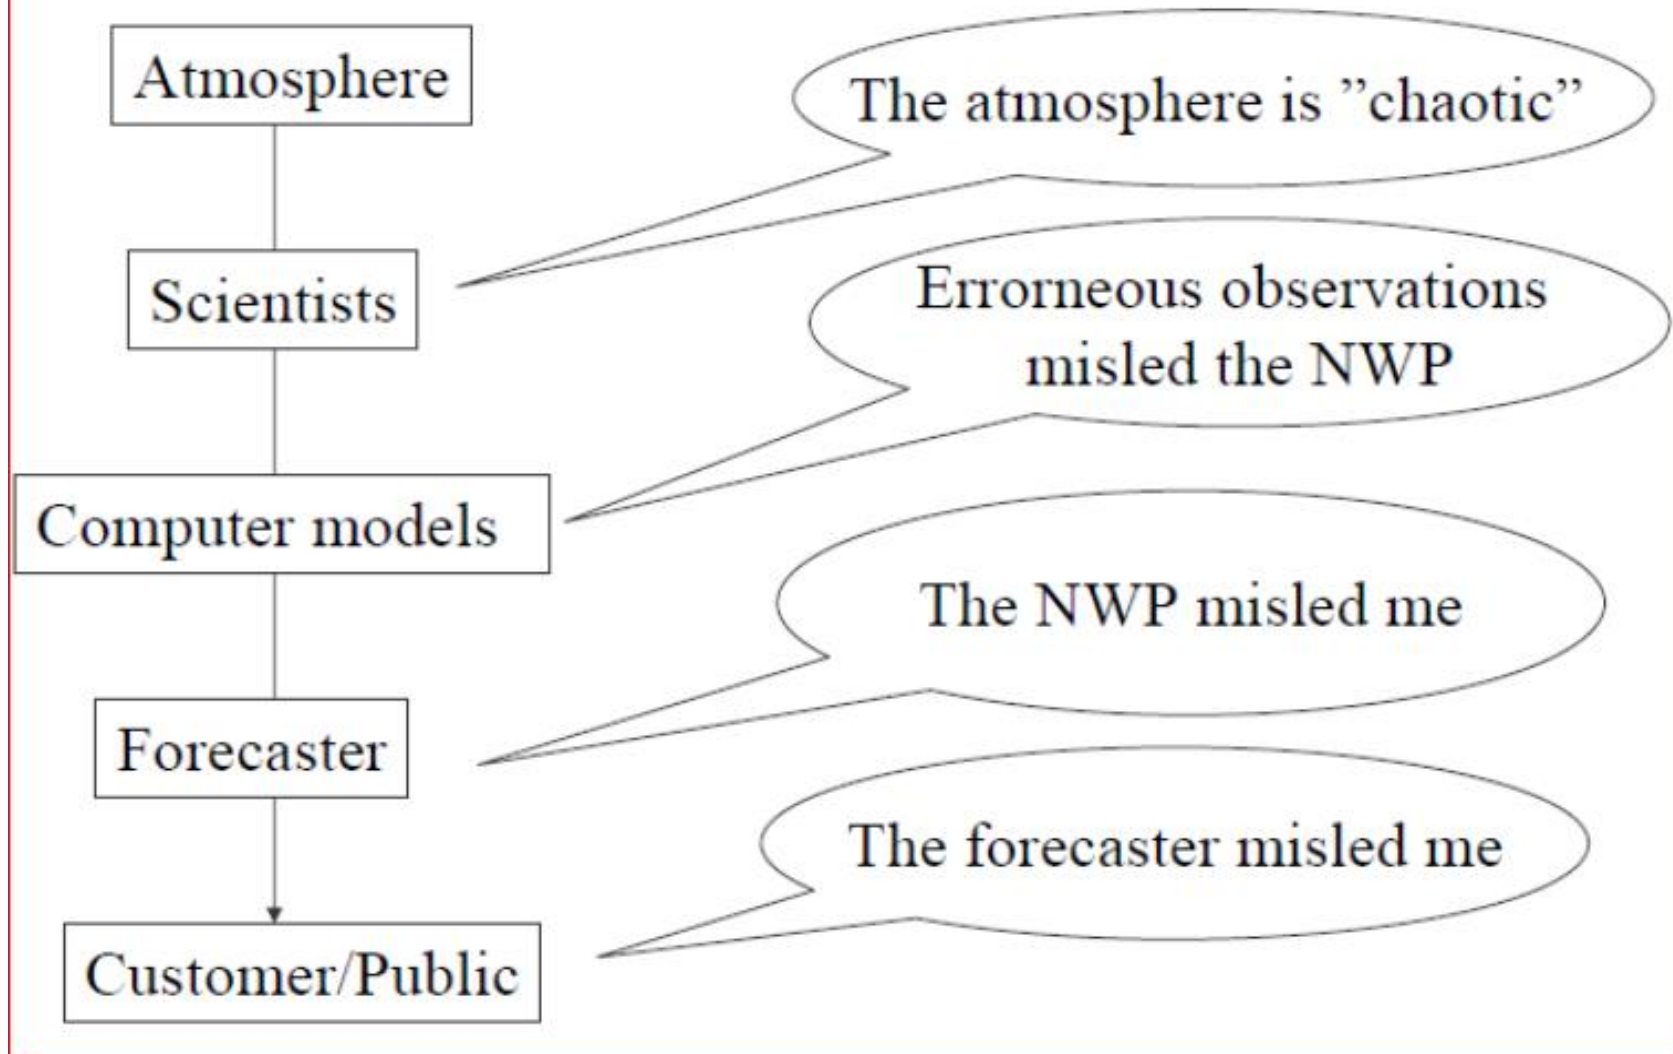 Atmosphere
The atmosphere is ”chaotic”
Scientists
Errorneous observations
misled the NWP
Computer models
The NWP misled me
Forecaster
The forecaster misled me
Customer/Public